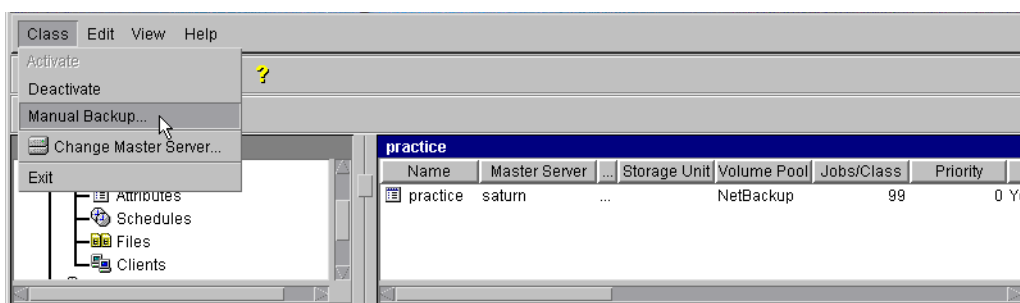 Class Edit View Help
Activate
Deactivate
Manual Backup...
Change Master Server...
Exit
Attributes
Schedules
Files
Clients
practice
Name Master Server ... Storage Unit Volume Pool Jobs/Class Priority
practice saturn ... NetBackup 99 0